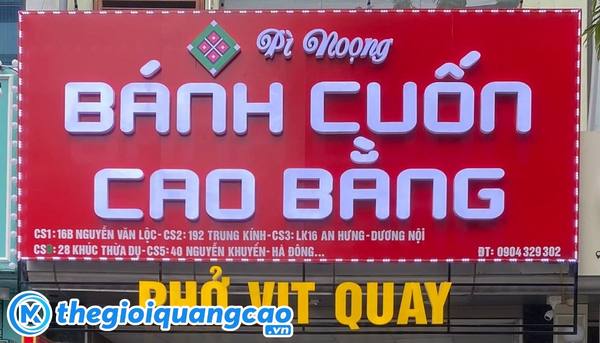 Pì Noọng
BÁNH CUỐN
CAO BẰNG
CS1: 16B NGUYỄN VĂN LỘC - CS2: 192 TRUNG KÍNH - CS3: LK16 AN HƯNG - DƯƠNG NỘI
CS4: 28 KHÚC THỪA DỤ - CS5: 40 NGUYỄN KHUYẾN - HÀ ĐÔNG...
ĐT: 0904 329 302
PHỞ VỊT QUAY
thegioiquangcao.vn